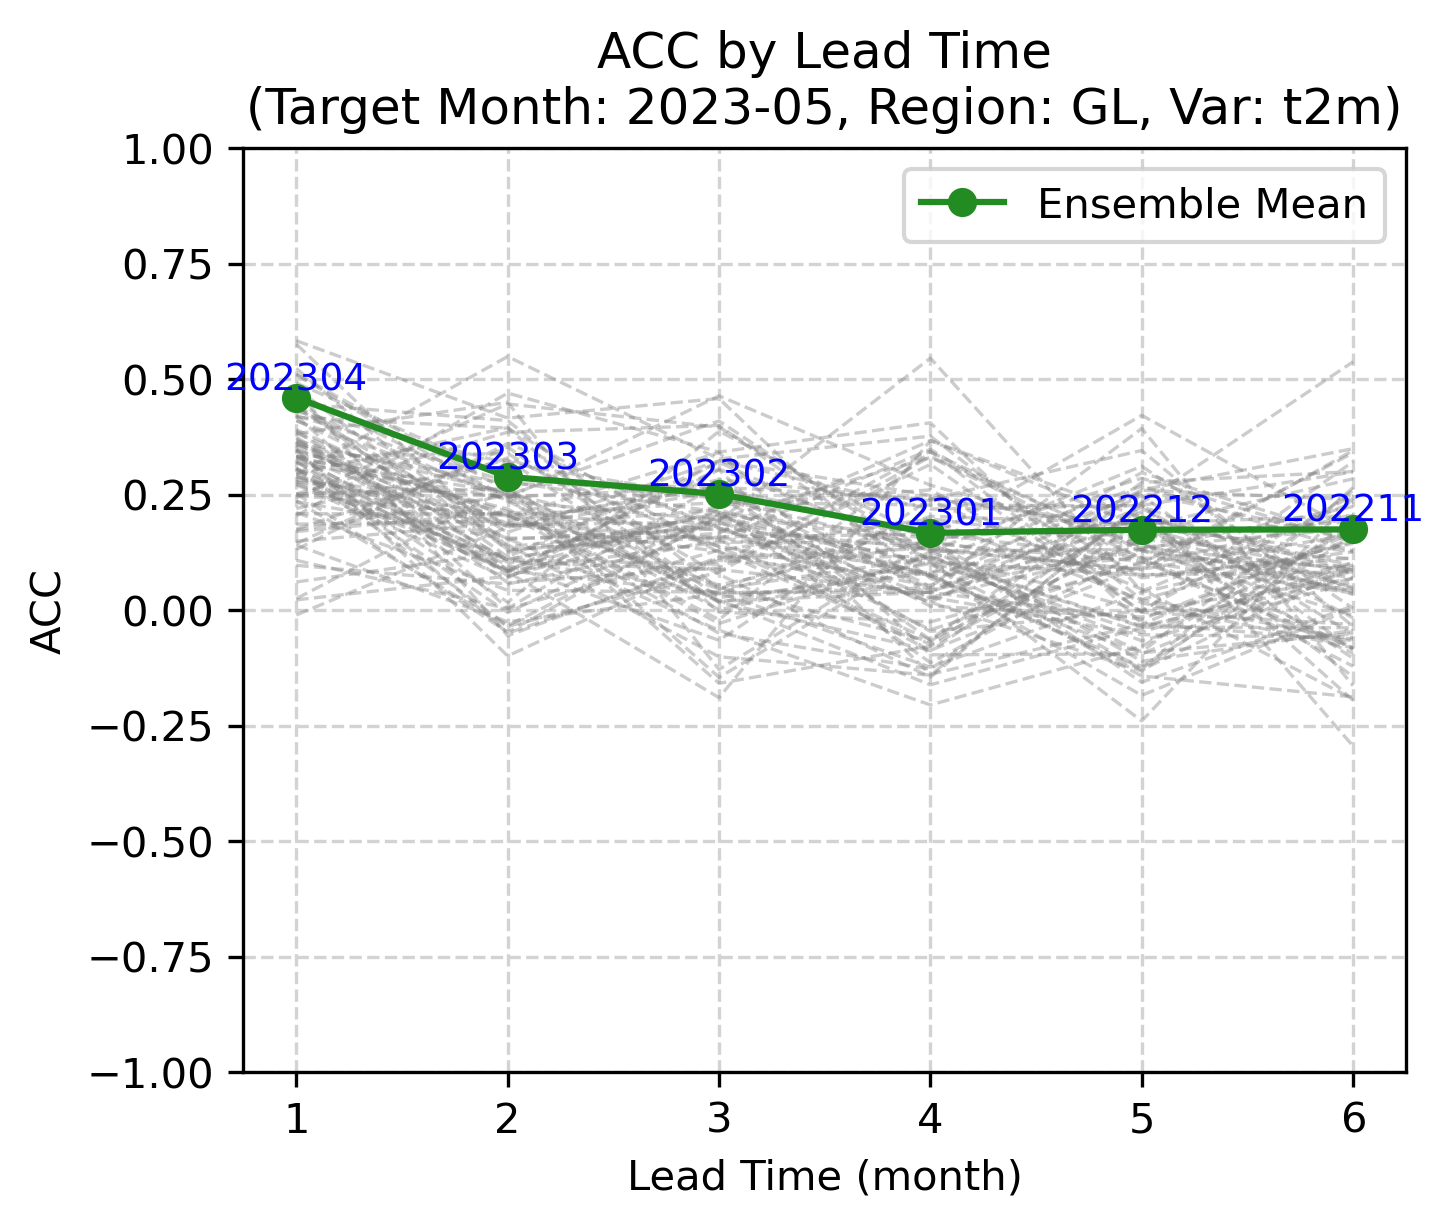 ACC by Lead Time
(Target Month: 2023-05, Region: GL, Var: t2m)
1.00
0.75
0.50
0.25
0.00
−0.25
−0.50
−0.75
−1.00
ACC
Ensemble Mean
202304
202303
202302
202301
202212
202211
1 2 3 4 5 6
Lead Time (month)